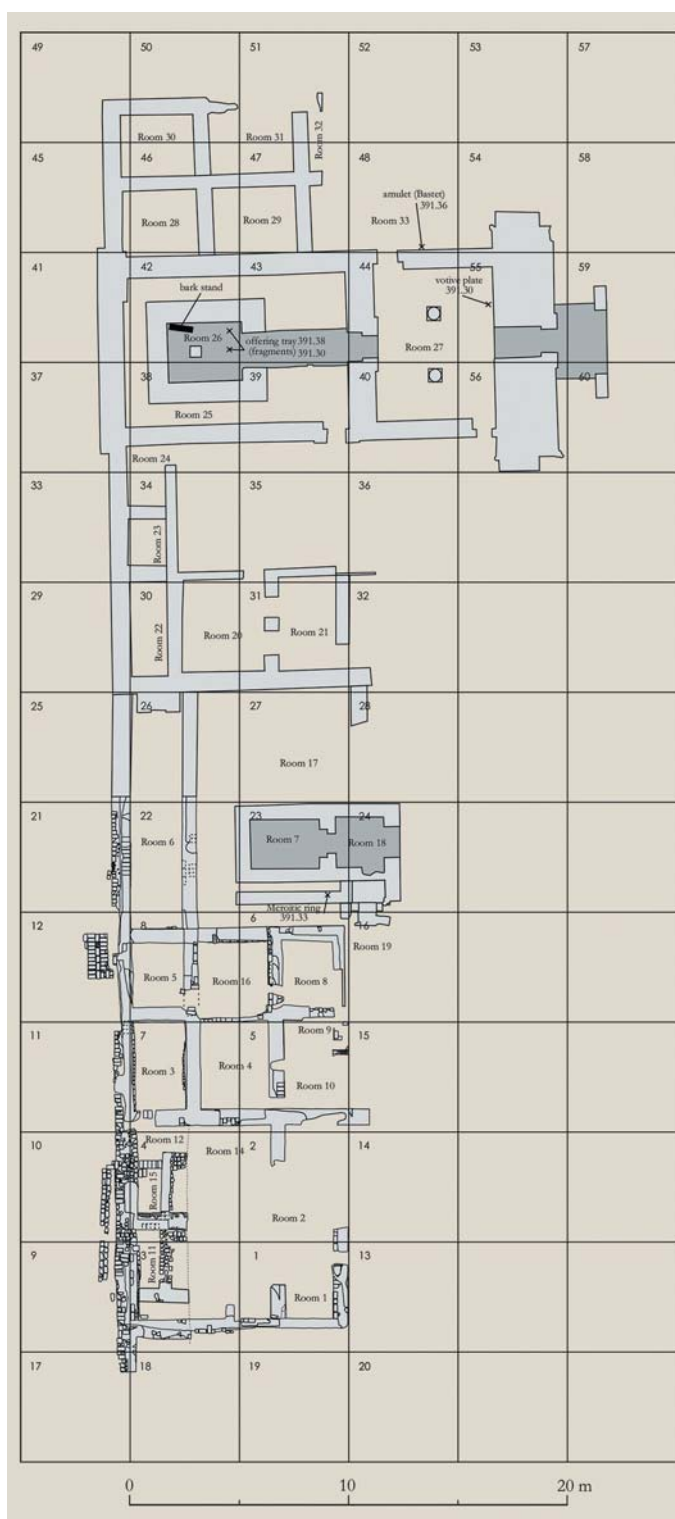 49 50 51 52 53 57
Room 30 Room 31 Room 32
45 46 47 48 54 58
amulet (Bastet)
391.36
Room 28 Room 29 Room 33
41 42 43 44 55 59
votive plate
391.30
bark stand
Room 26 offering tray 391.38
(fragments) 391.30
Room 27
37 38 39 40 56 60
Room 25
Room 24
33 34 35 36
Room 23
29 30 31 32
Room 22 Room 20 Room 21
25 26 27 28
Room 17
21 22 23 24
Room 6 Room 7 Room 18
Meroitic ring
391.33
12 8 6 16
Room 19
Room 5 Room 16 Room 8
11 7 5 Room 9 15
Room 3 Room 4
Room 10
10 4 Room 12 Room 14 2 14
Room 15
Room 2
9 3 1 13
Room 11
Room 1
17 18 19 20
0 10 20 m